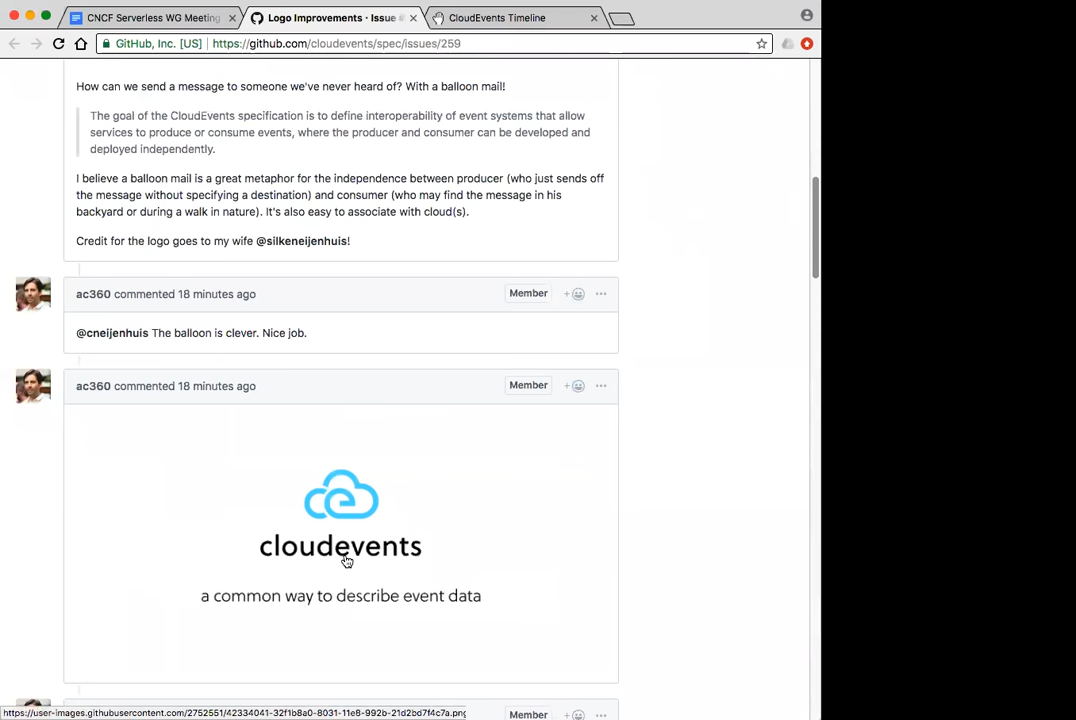 CNCF Serverless WG Meeting
Logo Improvements · Issue
CloudEvents Timeline
GitHub, Inc. [US]
https://github.com/cloudevents/spec/issues/259
How can we send a message to someone we've never heard of? With a balloon mail!
The goal of the CloudEvents specification is to define interoperability of event systems that allow
services to produce or consume events, where the producer and consumer can be developed and
deployed independently.
I believe a balloon mail is a great metaphor for the independence between producer (who just sends off
the message without specifying a destination) and consumer (who may find the message in his
backyard or during a walk in nature). It's also easy to associate with cloud(s).
Credit for the logo goes to my wife @silkeneijenhuis!
ac360 commented 18 minutes ago
Member
@cneijenhuis The balloon is clever. Nice job.
ac360 commented 18 minutes ago
Member
cloudevents
a common way to describe event data
Member
https://user-images.githubusercontent.com/2752551/42334041-32f1b8a0-8031-11e8-992b-21d2bd7f4c7a.png